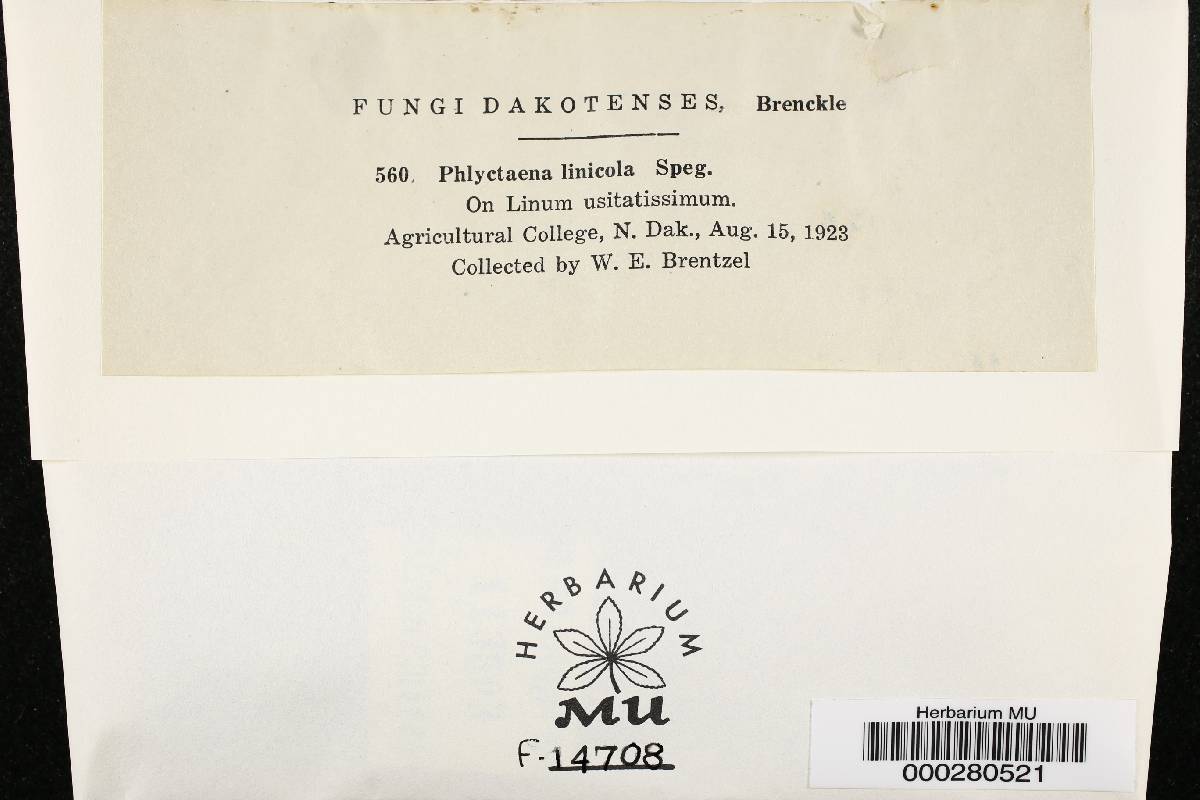 FUNGI DAKOTENSES, Brenckle
560. Phlyctaena linicola Speg.
On Linum usitatissimum.
Agricultural College, N. Dak., Aug. 15, 1923
Collected by W. E. Brentzel
HERBARIUM
MU
F-14708
Herbarium MU
000280521